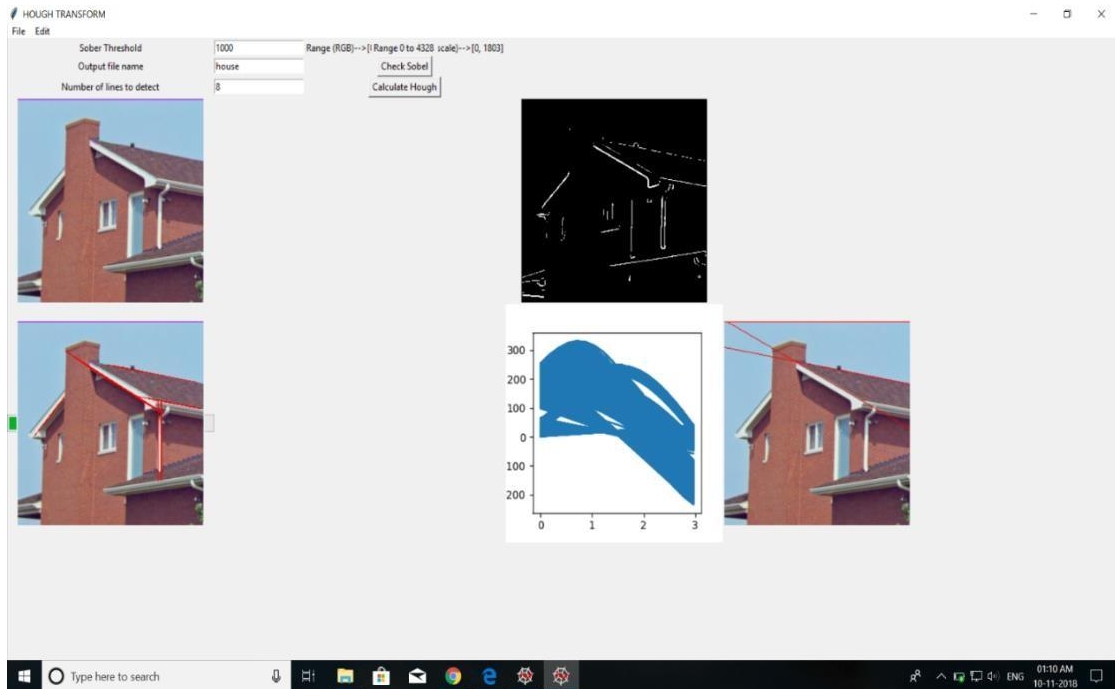 HOUGH TRANSFORM
File Edit
Sober Threshold 1000 Range (RGB)-->[ Range 0 to 4328 scale)-->[0, 1803]
Output file name house Check Sobel
Number of lines to detect 8 Calculate Hough
300
200
100
0
100
200
0 1 2 3
Type here to search
ENG
01:10 AM
10-11-2018